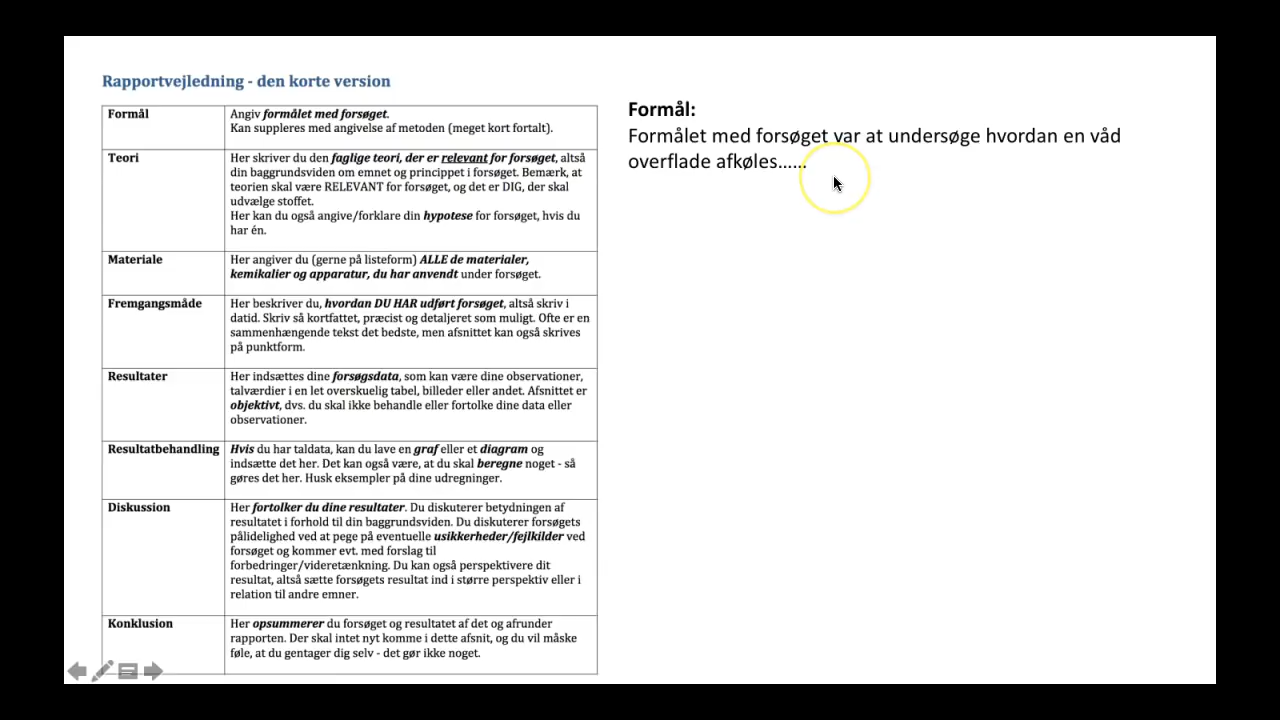 Rapportvejledning - den korte version
Formål
Angiv formålet med forsøget.
Kan suppleres med angivelse af metoden (meget kort fortalt).
Teori
Her skriver du den faglige teori, der er relevant for forsøget, altså
din baggrundsviden om emnet og princippet i forsøget. Bemærk, at
teorien skal være RELEVANT for forsøget, og det er DIG, der skal
udvælge stoffet.
Her kan du også angive/forklare din hypotese for forsøget, hvis du
har én.
Materiale
Her angiver du (gerne på listeform) ALLE de materialer,
kemikalier og apparatur, du har anvendt under forsøget.
Fremgangsmåde
Her beskriver du, hvordan DU HAR udført forsøget, altså skriv i
datid. Skriv så kortfattet, præcist og detaljeret som muligt. Ofte er en
sammenhængende tekst det bedste, men afsnittet kan også skrives
på punktform.
Resultater
Her indsættes dine forsøgsdata, som kan være dine observationer,
talværdier i en let overskuelig tabel, billeder eller andet. Afsnittet er
objektivt, dvs. du skal ikke behandle eller fortolke dine data eller
observationer.
Resultatbehandling
Hvis du har taldata, kan du lave en graf eller et diagram og
indsætte det her. Det kan også være, at du skal beregne noget - så
gøres det her. Husk eksempler på dine udregninger.
Diskussion
Her fortolker du dine resultater. Du diskuterer betydningen af
resultatet i forhold til din baggrundsviden. Du diskuterer forsøgets
pålidelighed ved at pege på eventuelle usikkerheder/fejlkilder ved
forsøget og kommer evt. med forslag til
forbedringer/videretænkning. Du kan også perspektivere dit
resultat, altså sætte forsøgets resultat ind i større perspektiv eller i
relation til andre emner.
Konklusion
Her opsummerer du forsøget og resultatet af det og afrunder
rapporten. Der skal intet nyt komme i dette afsnit, og du vil måske
føle, at du gentager dig selv - det gør ikke noget.
Formål:
Formålet med forsøget var at undersøge hvordan en våd
overflade afkøles......